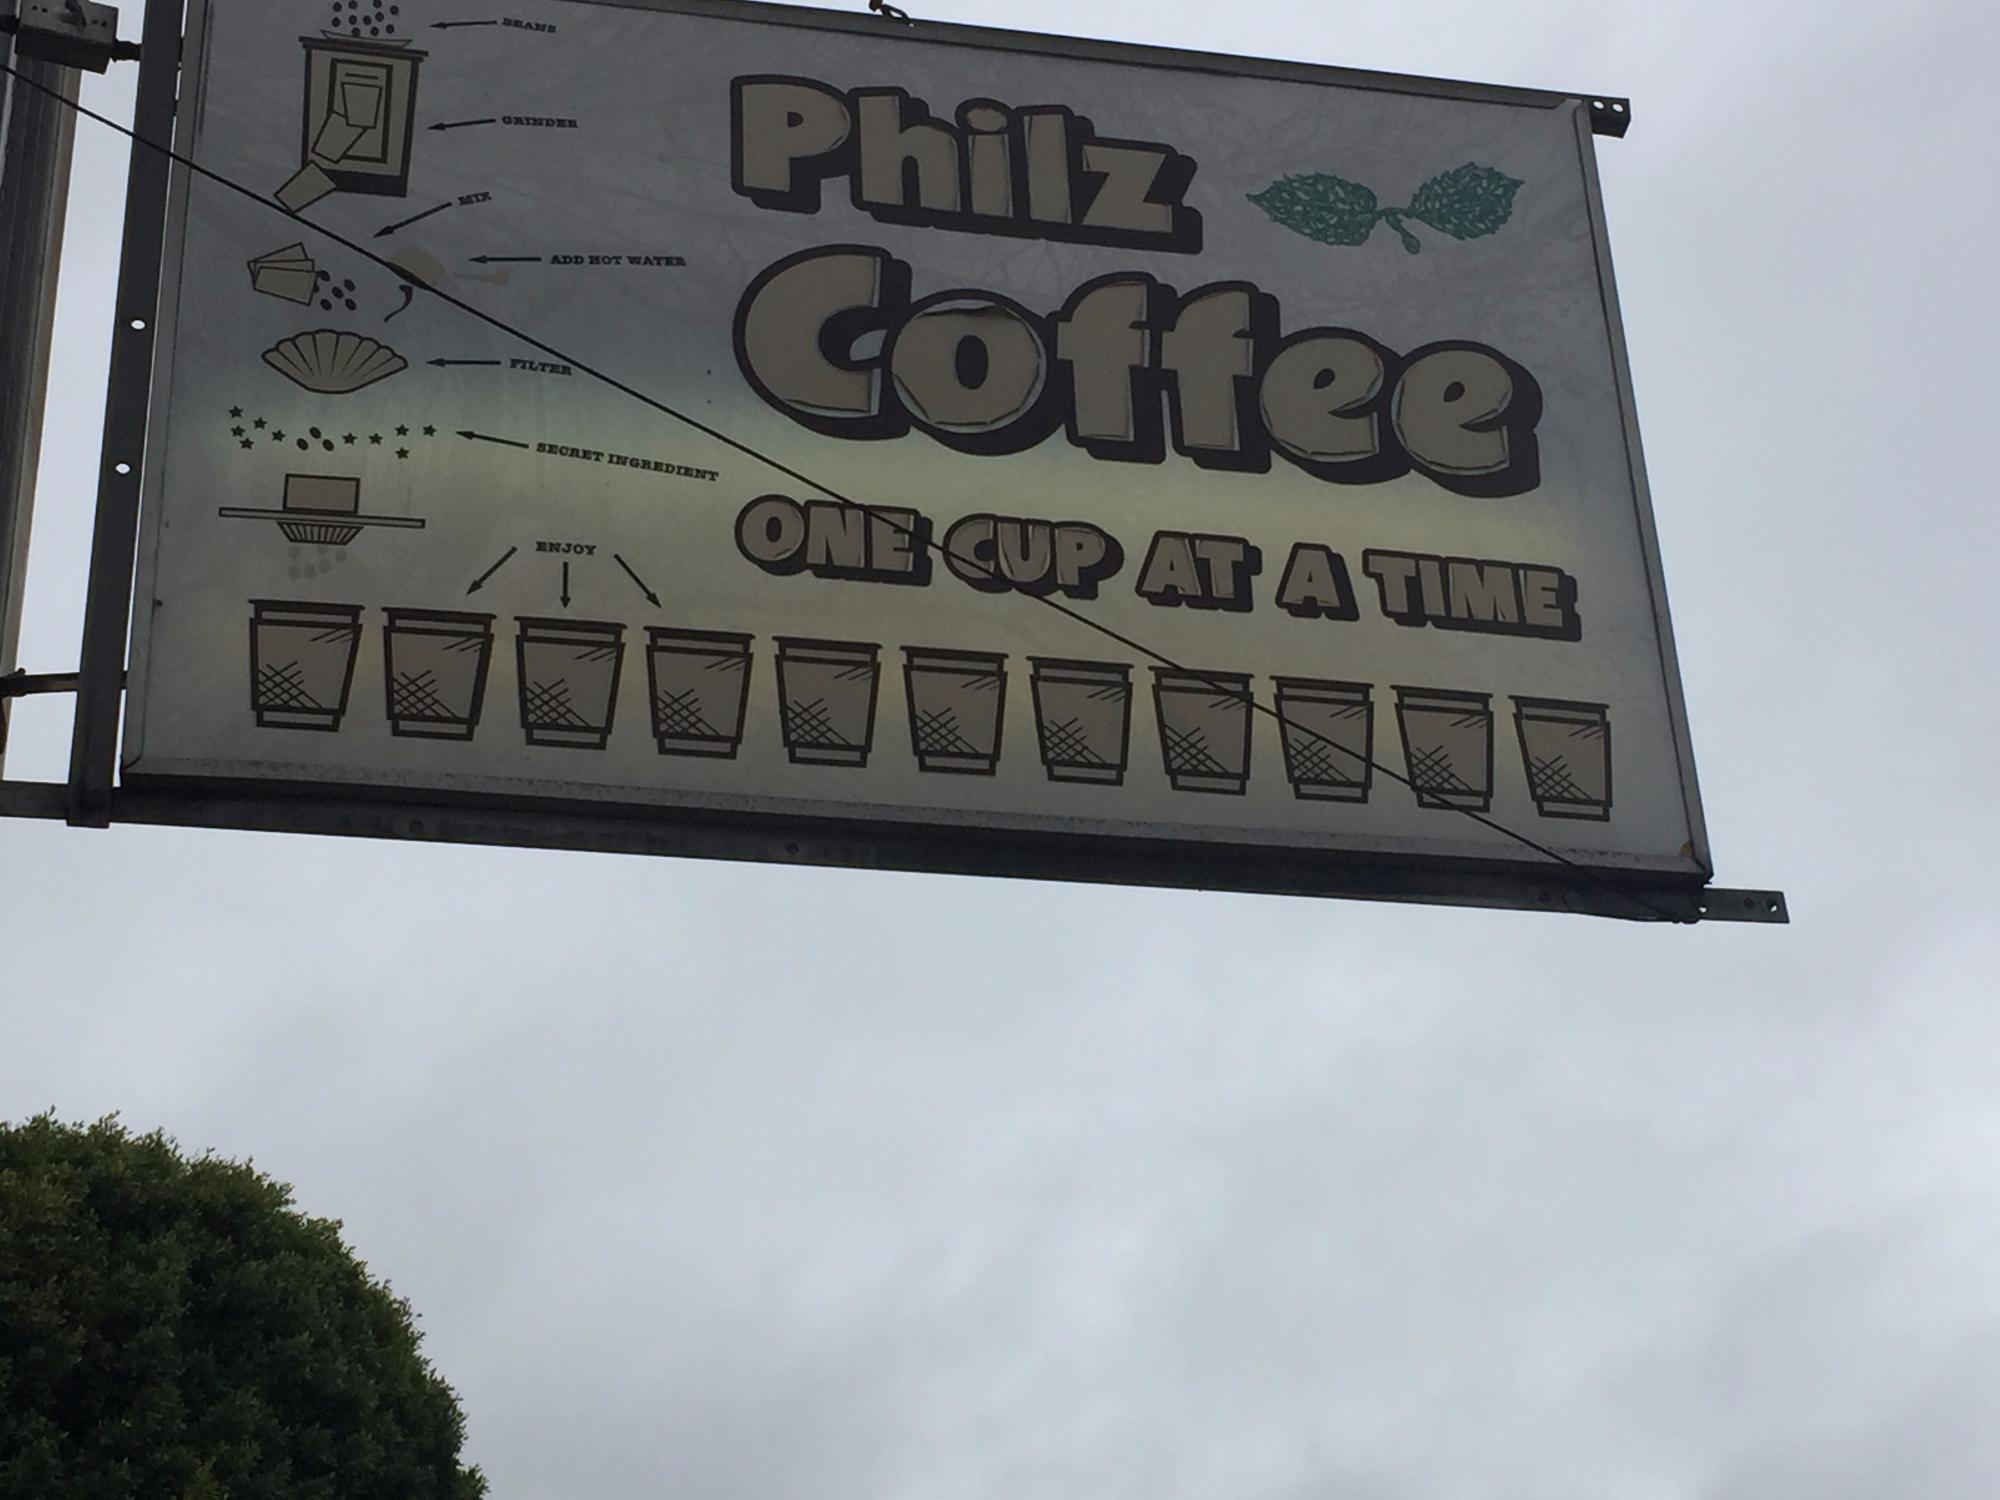 BEANS
GRINDER
MIX
ADD HOT WATER
FILTER
SECRET INGREDIENT
ENJOY
Philz
Coffee
ONE CUP AT A TIME